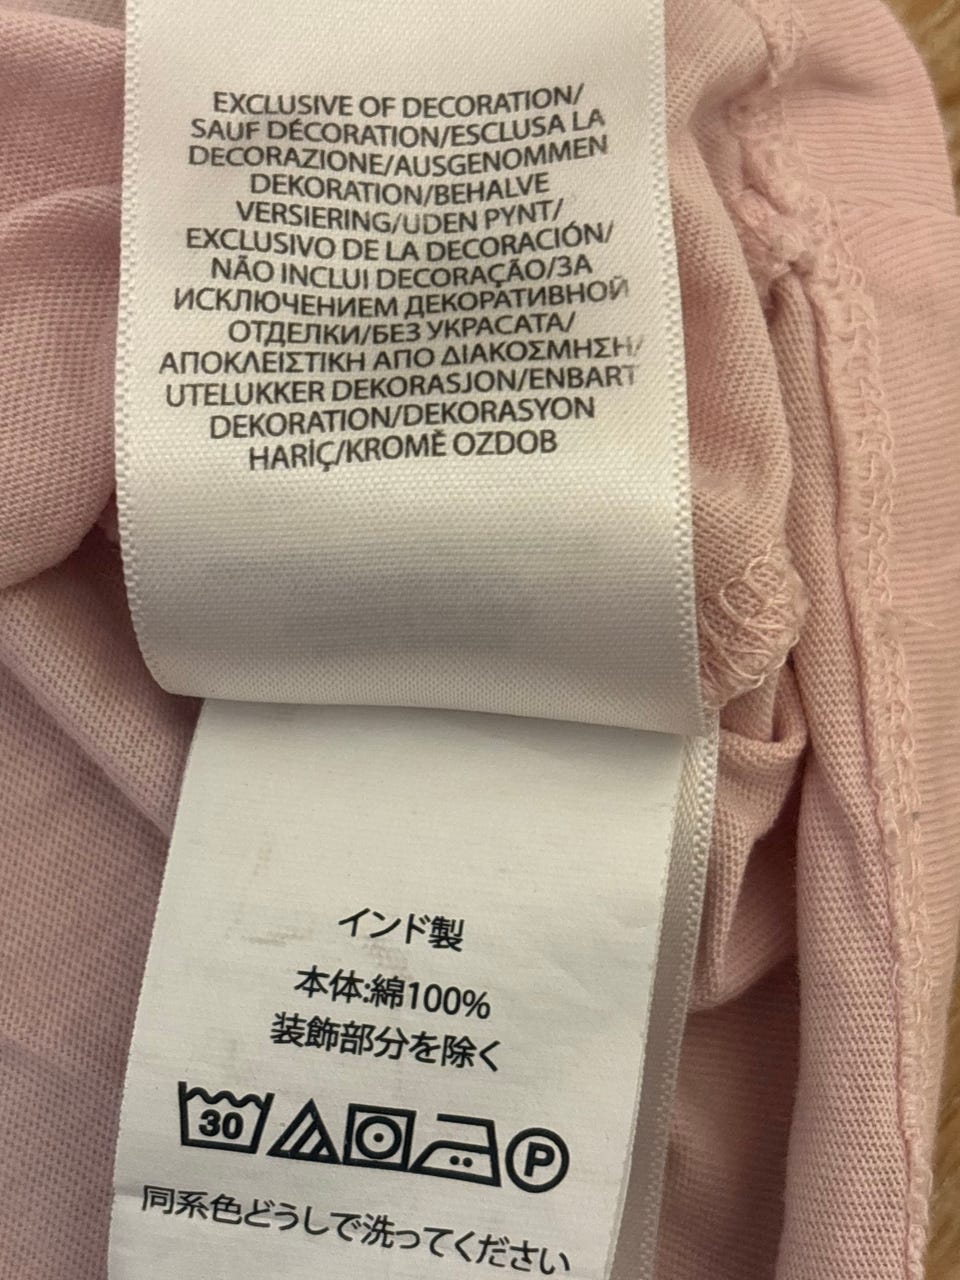 EXCLUSIVE OF DECORATION/
SAUF DÉCORATION/ESCLUSA LA
DECORAZIONE/AUSGENOMMEN
DEKORATION/BEHALVE
VERSIERING/UDEN PYNT/
EXCLUSIVO DE LA DECORACIÓN/
NÃO INCLUI DECORAÇÃO/ЗА
ИСКЛЮЧЕНИЕМ ДЕКОРАТИВНОЙ
ОТДЕЛКИ/БЕЗ УКРАСАТА/
ΑΠΟΚΛΕΙΣΤΙΚΗ ΑΠΟ ΔΙΑΚΟΣΜΗΣΗ/
UTELUKKER DEKORASJON/ENBART
DEKORATION/DEKORASYON
HARİÇ/KROMĚ OZDOB
インド製
本体:綿100%
装飾部分を除く
30 P
同系色どうしで洗ってください